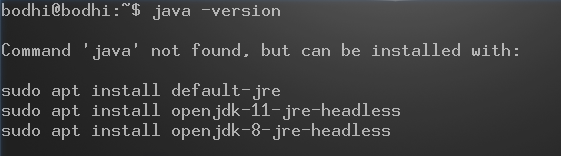 bodhi@bodhi:~$ java -version
Command 'java' not found, but can be installed with:
sudo apt install default-jre
sudo apt install openjdk-11-jre-headless
sudo apt install openjdk-8-jre-headless